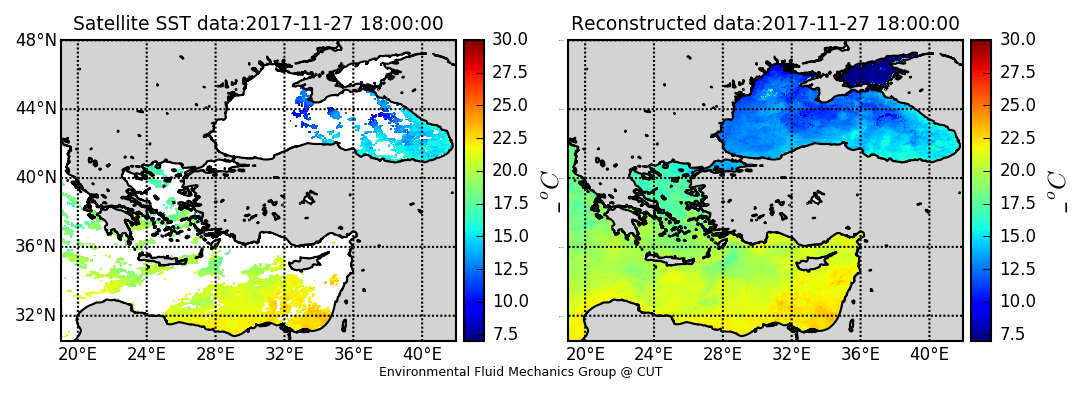 Satellite SST data:2017-11-27 18:00:00
48°N
44°N
40°N
36°N
32°N
20°E 24°E 28°E 32°E 36°E 40°E
30.0
27.5
25.0
22.5
20.0
17.5
15.0
12.5
10.0
7.5
_°C
Reconstructed data:2017-11-27 18:00:00
20°E 24°E 28°E 32°E 36°E 40°E
30.0
27.5
25.0
22.5
20.0
17.5
15.0
12.5
10.0
7.5
_°C
Environmental Fluid Mechanics Group @ CUT